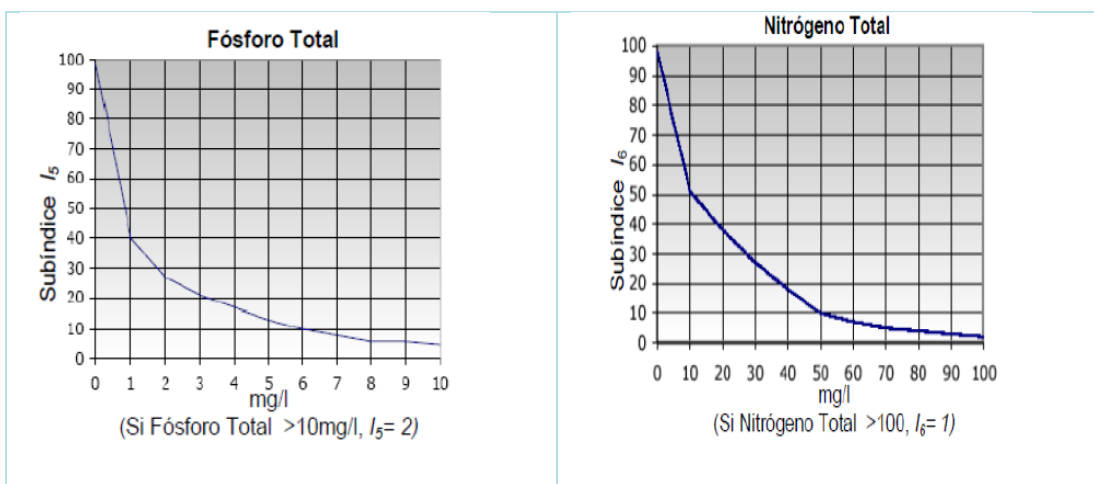 Fósforo Total
100
90
80
70
60
50
40
30
20
10
0
Subíndice I5
0 1 2 3 4 5 6 7 8 9 10
mg/l
(Si Fósforo Total >10mg/l, I5= 2)
Nitrógeno Total
100
90
80
70
60
50
40
30
20
10
0
Subíndice I6
0 10 20 30 40 50 60 70 80 90 100
mg/l
(Si Nitrógeno Total >100, I6= 1)